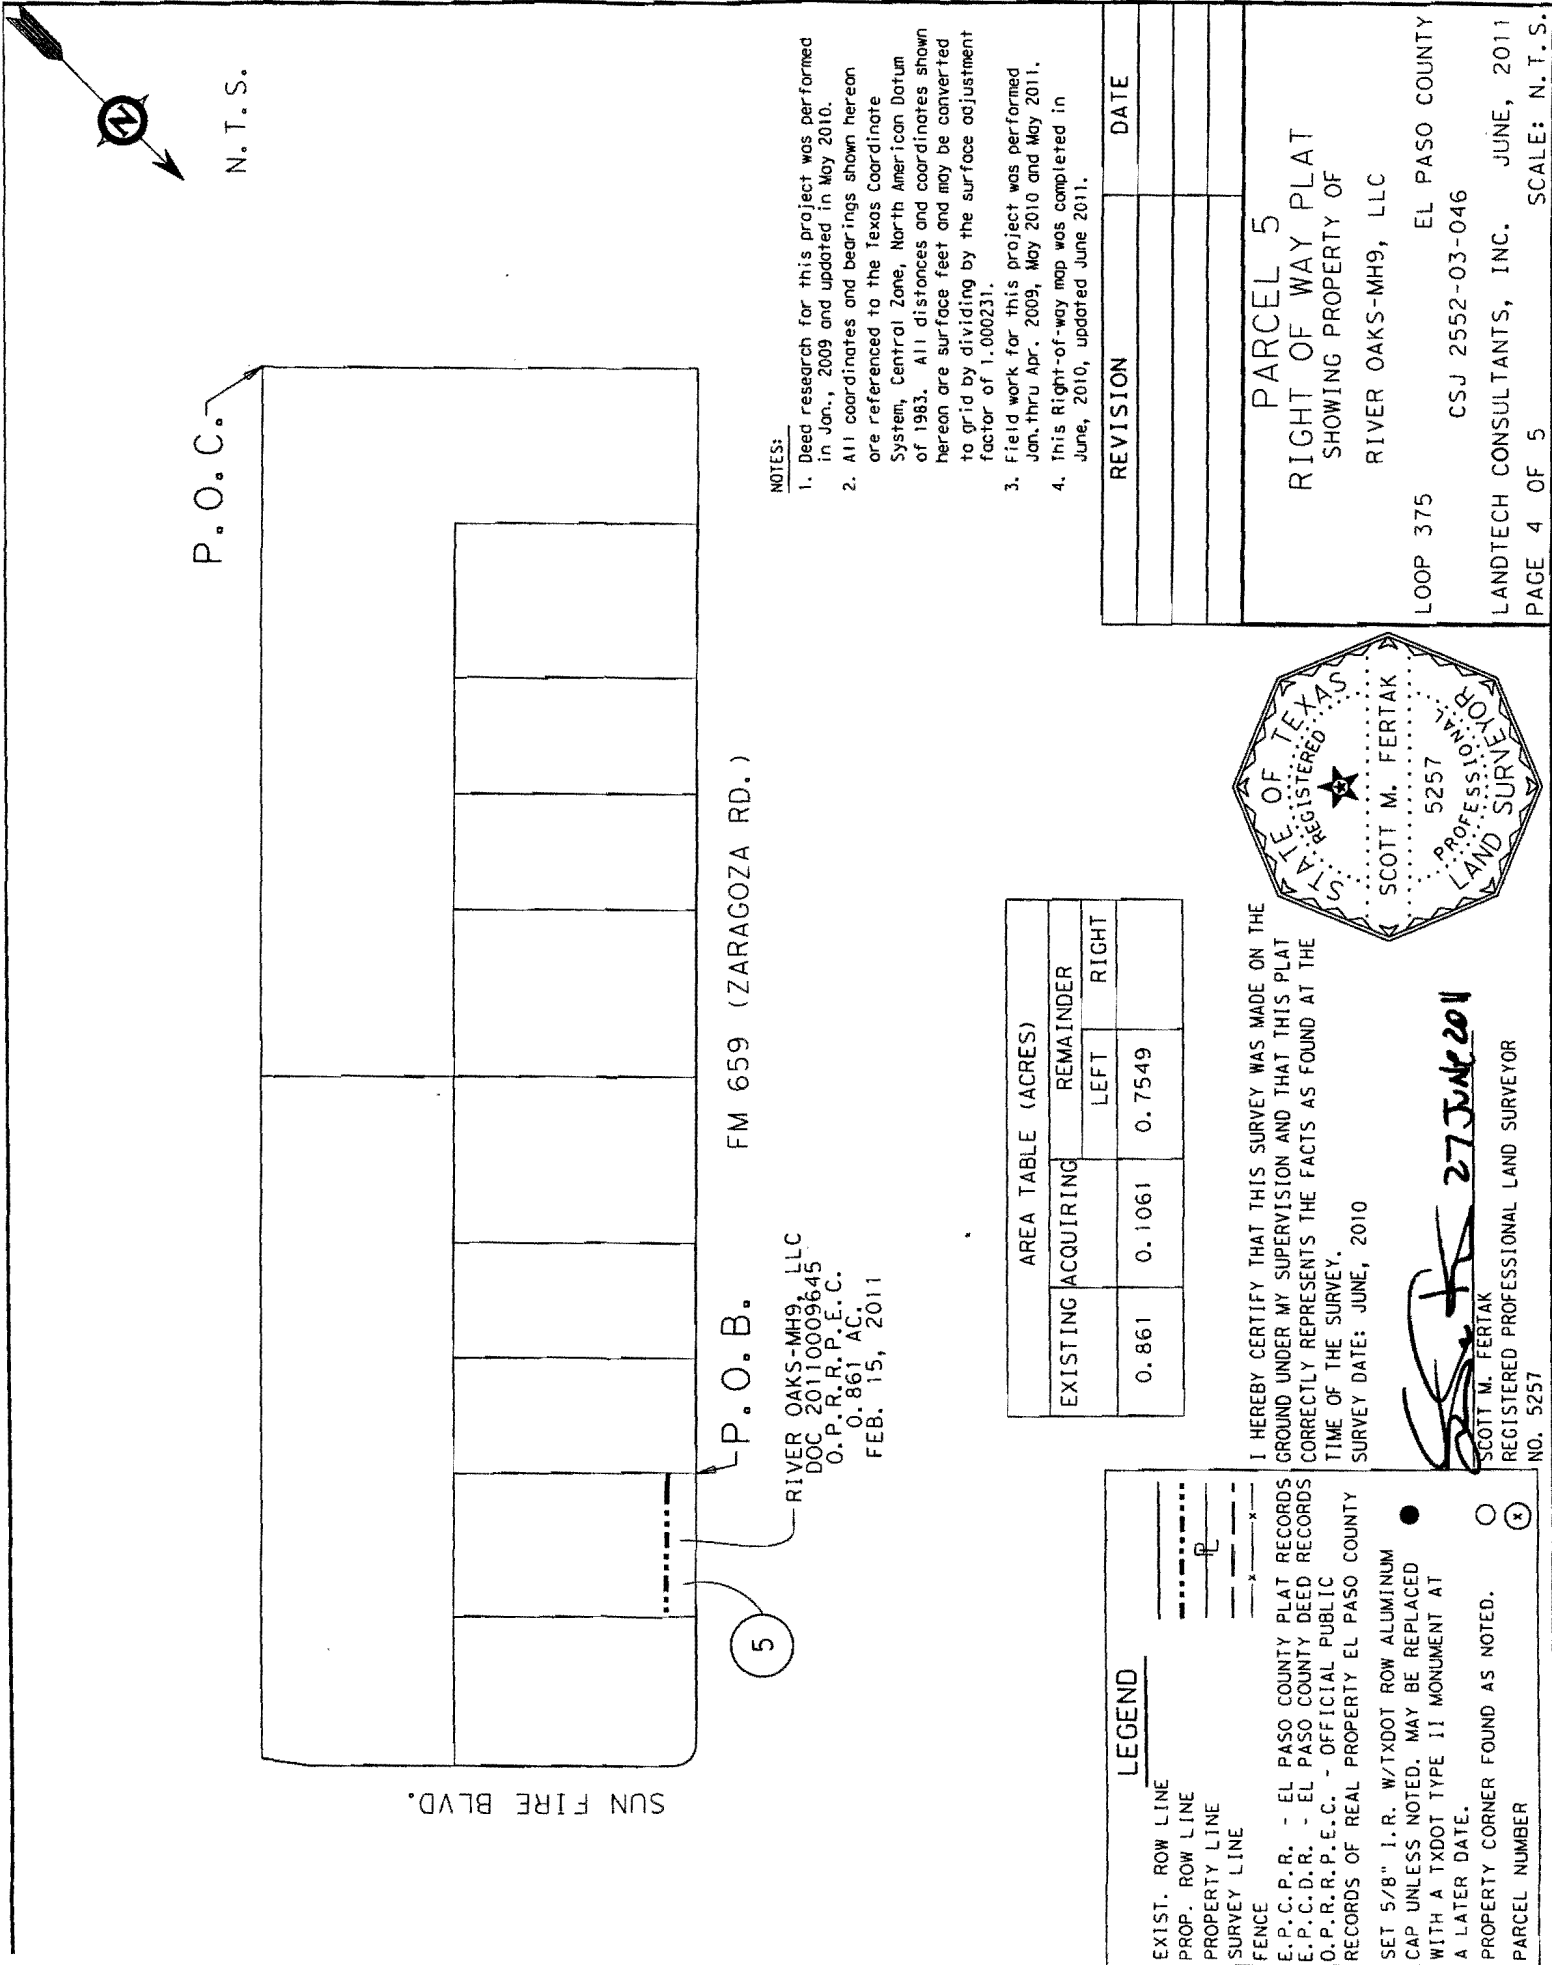 N
N.T.S.
P.O.C.
SUN FIRE BLVD.
FM 659 (ZARAGOZA RD.)
P.O.B.
5
RIVER OAKS-MH9, LLC
DOC 20110009645
O.P.R.R.P.E.C.
0.861 AC.
FEB. 15, 2011
NOTES:
1. Deed research for this project was performed
in Jan., 2009 and updated in May 2010.
2. All coordinates and bearings shown hereon
are referenced to the Texas Coordinate
System, Central Zone, North American Datum
of 1983. All distances and coordinates shown
hereon are surface feet and may be converted
to grid by dividing by the surface adjustment
factor of 1.000231.
3. Field work for this project was performed
Jan. thru Apr. 2009, May 2010 and May 2011.
4. This Right-of-way map was completed in
June, 2010, updated June 2011.
AREA TABLE (ACRES)
EXISTING ACQUIRING REMAINDER
LEFT RIGHT
0.861 0.1061 0.7549
LEGEND
EXIST. ROW LINE
PROP. ROW LINE
PROPERTY LINE PL
SURVEY LINE
FENCE x x
E.P.C.P.R. - EL PASO COUNTY PLAT RECORDS
E.P.C.D.R. - EL PASO COUNTY DEED RECORDS
O.P.R.R.P.E.C. - OFFICIAL PUBLIC
RECORDS OF REAL PROPERTY EL PASO COUNTY
SET 5/8" I.R. W/TXDOT ROW ALUMINUM
CAP UNLESS NOTED. MAY BE REPLACED
WITH A TXDOT TYPE II MONUMENT AT
A LATER DATE.
PROPERTY CORNER FOUND AS NOTED.
PARCEL NUMBER x
I HEREBY CERTIFY THAT THIS SURVEY WAS MADE ON THE
GROUND UNDER MY SUPERVISION AND THAT THIS PLAT
CORRECTLY REPRESENTS THE FACTS AS FOUND AT THE
TIME OF THE SURVEY.
SURVEY DATE: JUNE, 2010
27 June 2011
SCOTT M. FERTAK
REGISTERED PROFESSIONAL LAND SURVEYOR
NO. 5257
STATE OF TEXAS
REGISTERED
SCOTT M. FERTAK
5257
PROFESSIONAL
LAND SURVEYOR
REVISION DATE
PARCEL 5
RIGHT OF WAY PLAT
SHOWING PROPERTY OF
RIVER OAKS-MH9, LLC
LOOP 375 EL PASO COUNTY
CSJ 2552-03-046
LANDTECH CONSULTANTS, INC. JUNE, 2011
PAGE 4 OF 5 SCALE: N.T.S.